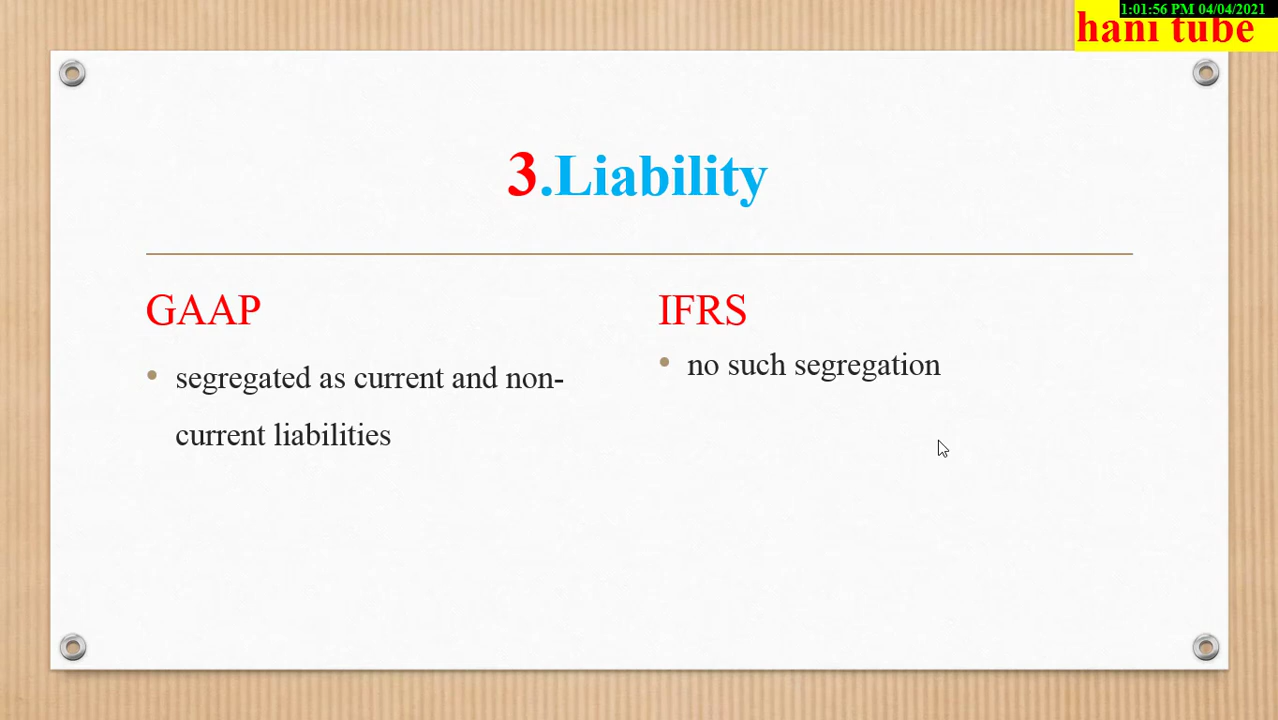 1:01:56 PM 04/04/2021
hani tube
3.Liability
GAAP
• segregated as current and non-
current liabilities
IFRS
• no such segregation